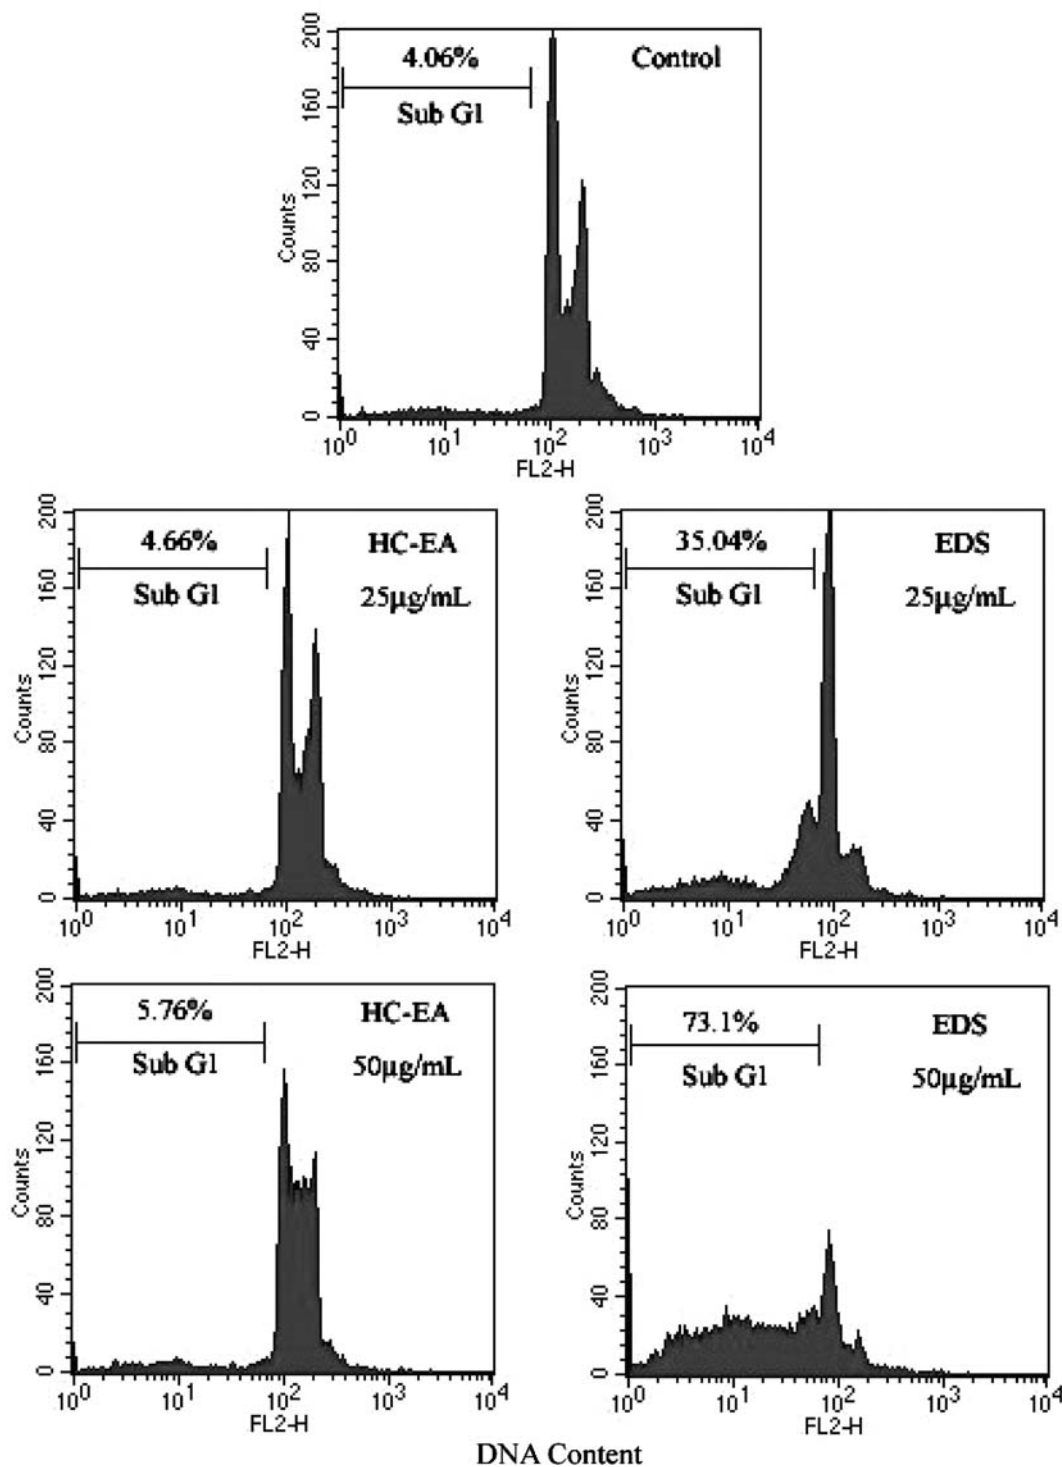 4.06%
Control
Sub G1
Counts
200
160
120
80
40
0
10^0 10^1 10^2 10^3 10^4
FL2-H
4.66%
HC-EA
Sub G1
25µg/mL
Counts
200
160
120
80
40
0
10^0 10^1 10^2 10^3 10^4
FL2-H
35.04%
EDS
Sub G1
25µg/mL
Counts
200
160
120
80
40
0
10^0 10^1 10^2 10^3 10^4
FL2-H
5.76%
HC-EA
Sub G1
50µg/mL
Counts
200
160
120
80
40
0
10^0 10^1 10^2 10^3 10^4
FL2-H
73.1%
EDS
Sub G1
50µg/mL
Counts
200
160
120
80
40
0
10^0 10^1 10^2 10^3 10^4
FL2-H
DNA Content